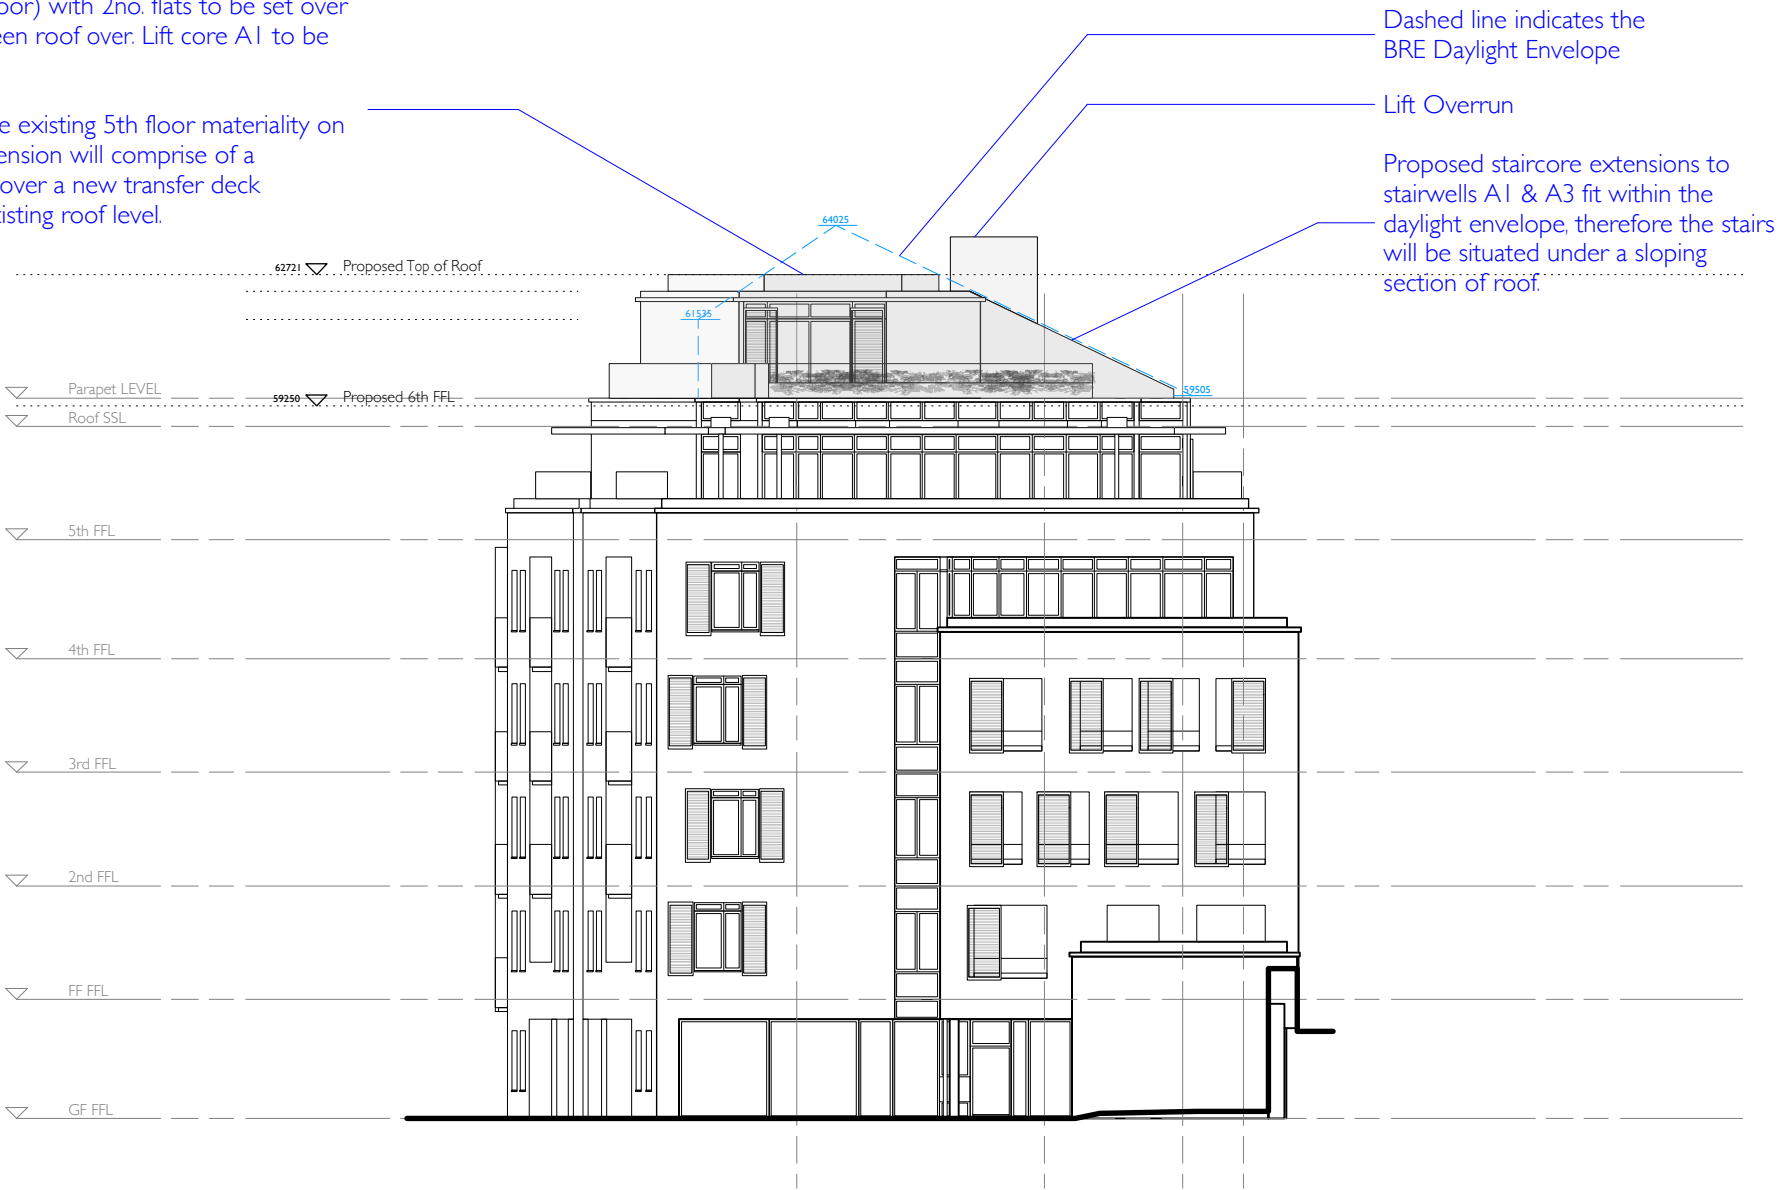 oor) with 2no. flats to be set over
een roof over. Lift core A1 to be
e existing 5th floor materiality on
ension will comprise of a
over a new transfer deck
isting roof level.
Dashed line indicates the
BRE Daylight Envelope
Lift Overrun
Proposed staircore extensions to
stairwells A1 & A3 fit within the
daylight envelope, therefore the stairs
will be situated under a sloping
section of roof.
64025
62721 Proposed Top of Roof
61535
Parapet LEVEL
59250 Proposed 6th FFL
59505
Roof SSL
5th FFL
4th FFL
3rd FFL
2nd FFL
FF FFL
GF FFL